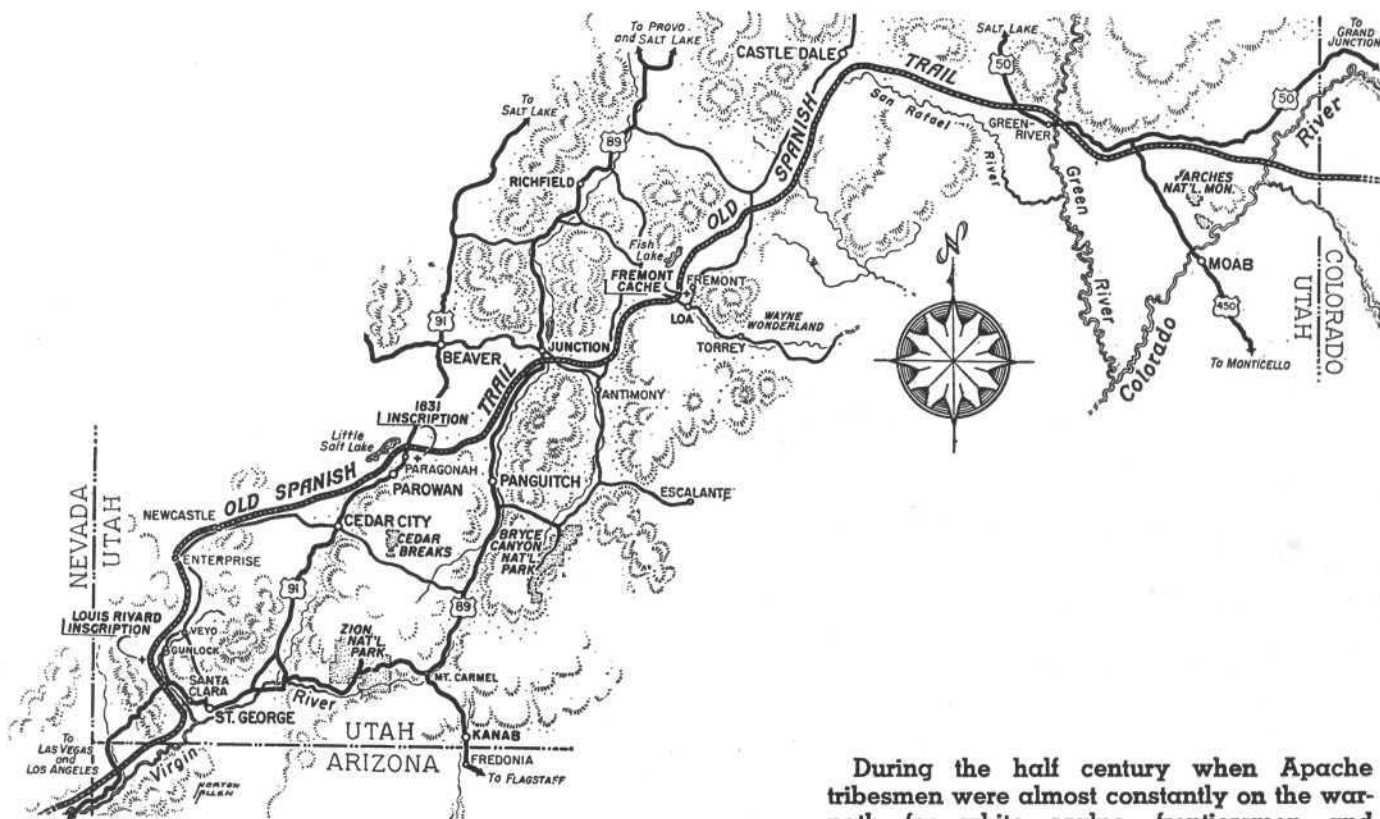 To PROVO
and SALT LAKE
CASTLE DALE
SALT LAKE
50
TRAIL
To
GRAND
JUNCTION
50
To
SALT LAKE
89
SPANISH
San Rafael
River
GREEN-
RIVER
River
RICHFIELD
OLD
Green
River
ARCHES
NAT'L. MON.
Fish
Lake
FREMONT
CACHE
FREMONT
N
MOAB
COLORADO
UTAH
LOA
WAYNE
WONDERLAND
450
91
BEAVER
JUNCTION
TORREY
Colorado
To MONTICELLO
TRAIL
ANTIMONY
1831
INSCRIPTION
Little
Salt Lake
PARAGONAH
PAROWAN
PANGUITCH
ESCALANTE
OLD SPANISH
NEWCASTLE
CEDAR CITY
CEDAR
BREAKS
BRYCE
CANYON
NAT'L
PARK
NEVADA
UTAH
ENTERPRISE
91
89
LOUIS RIVARD
INSCRIPTION
VEYO
GUNLOCK
ZION
NAT'L.
PARK
SANTA
CLARA
MT. CARMEL
ST. GEORGE
River
UTAH
ARIZONA
KANAB
FREDONIA
To FLAGSTAFF
To
LAS VEGAS
and
LOS ANGELES
Virgin
NORTON
ALLEN
During the half century when Apache
tribesmen were almost constantly on the war-